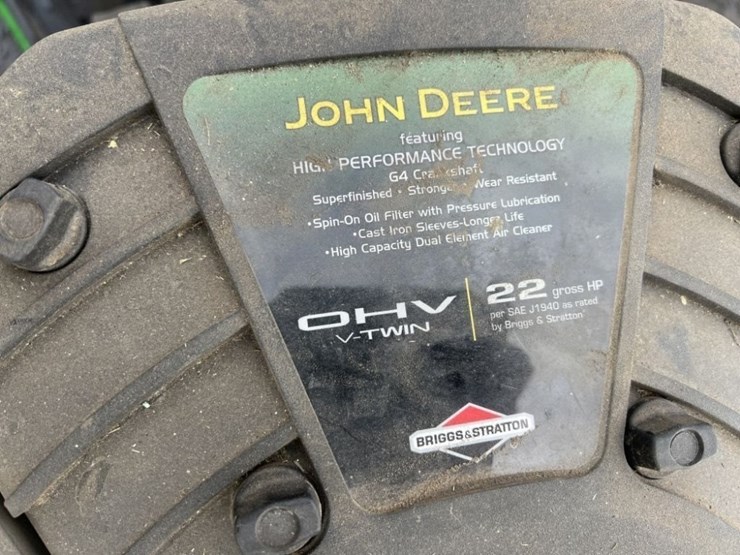 JOHN DEERE
featuring
PERFORMANCE TECHNOLOGY
G4
Superfinished • Wear Resistant
•Spin-On Oil Filter with Pressure Lubrication
•Cast Iron Sleeves-Longer Life
•High Capacity Dual Element Air Cleaner
OHV
V-TWIN
22 gross HP
per SAE J1940 as rated
by Briggs & Stratton
BRIGGS&STRATTON